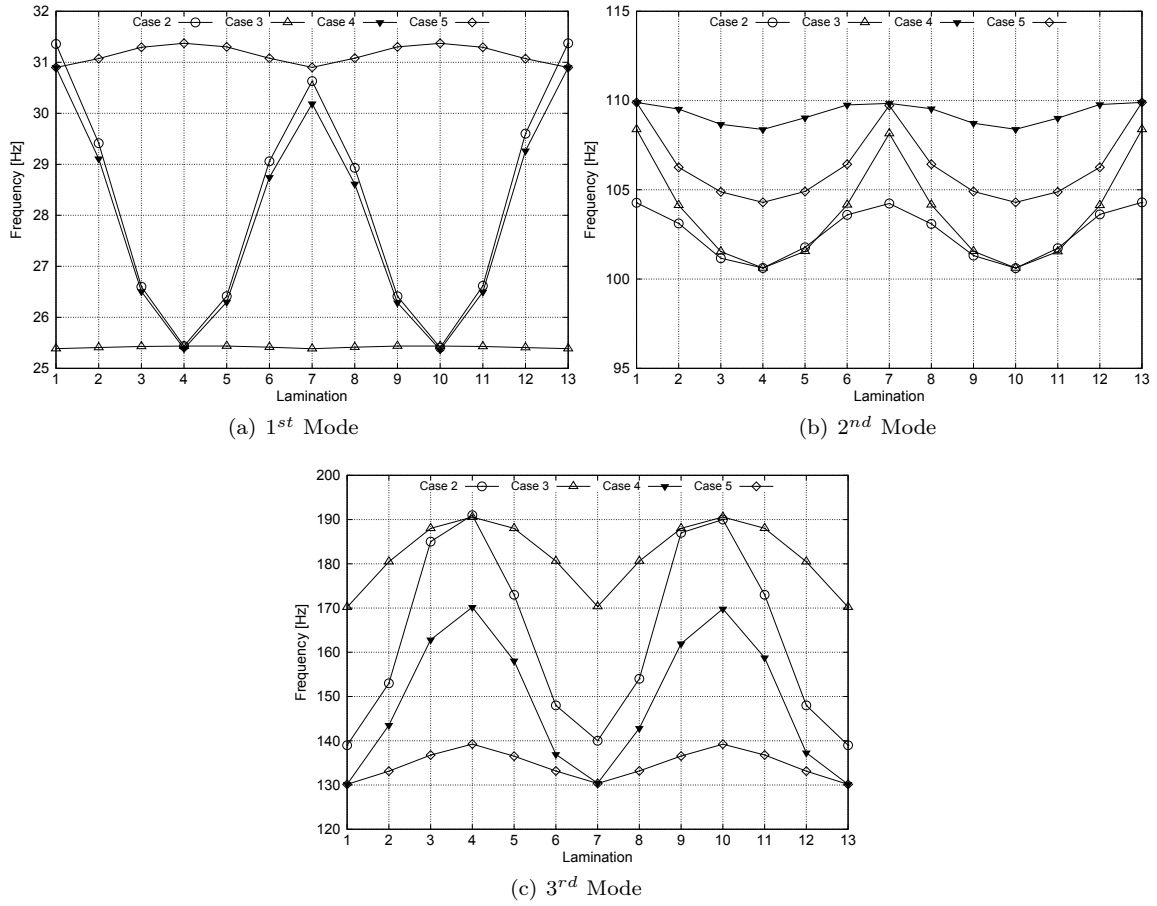 Case 2 Case 3 Case 4 Case 5
32
31
30
29
28
27
26
25
Frequency [Hz]
1 2 3 4 5 6 7 8 9 10 11 12 13
Lamination
(a) 1st Mode
Case 2 Case 3 Case 4 Case 5
115
110
105
100
95
Frequency [Hz]
1 2 3 4 5 6 7 8 9 10 11 12 13
Lamination
(b) 2nd Mode
Case 2 Case 3 Case 4 Case 5
200
190
180
170
160
150
140
130
120
Frequency [Hz]
1 2 3 4 5 6 7 8 9 10 11 12 13
Lamination
(c) 3rd Mode